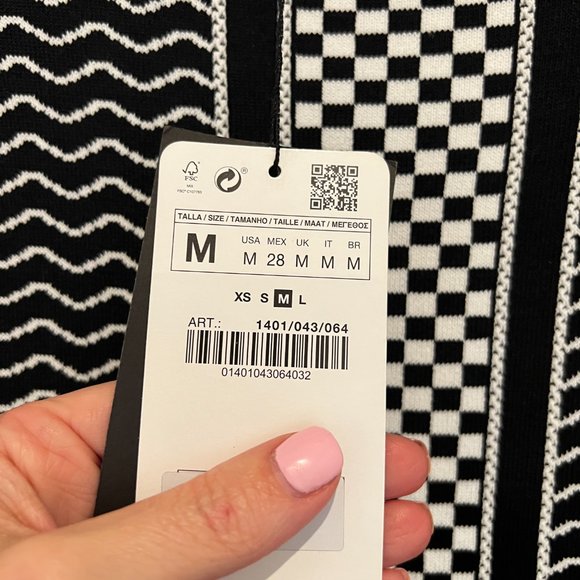 FSC
MIX
TALLA / SIZE / TAMANHO / TAILLE / MAAT / ΜΕΓΕΘΟΣ
M
USA MEX UK IT BR
M 28 M M M
XS S M L
ART.: 1401/043/064
01401043064032